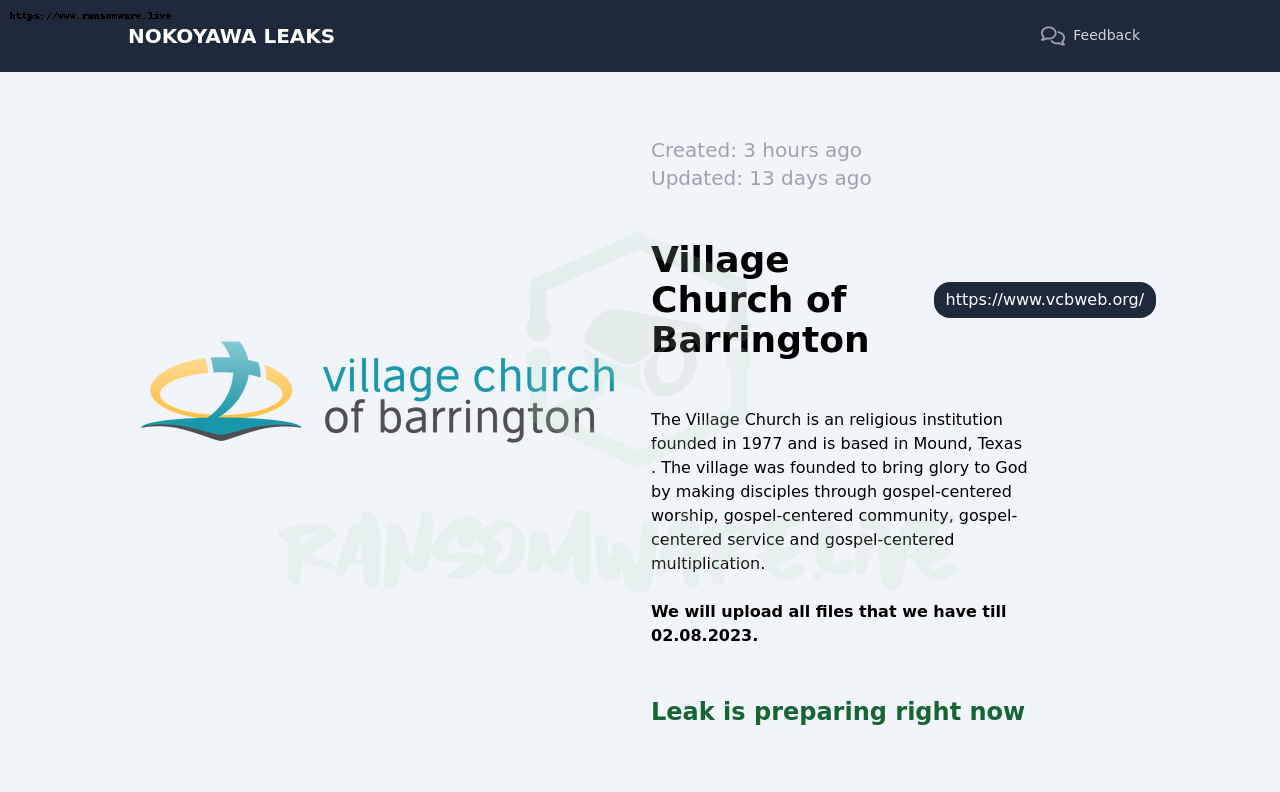 https://www.ransomware.live
NOKOYAWA LEAKS
Feedback
Created: 3 hours ago
Updated: 13 days ago
Village
Church of
Barrington
https://www.vcbweb.org/
village church
of barrington
The Village Church is an religious institution
founded in 1977 and is based in Mound, Texas
. The village was founded to bring glory to God
by making disciples through gospel-centered
worship, gospel-centered community, gospel-
centered service and gospel-centered
multiplication.
We will upload all files that we have till
02.08.2023.
Leak is preparing right now
RANSOMWARE.LIVE